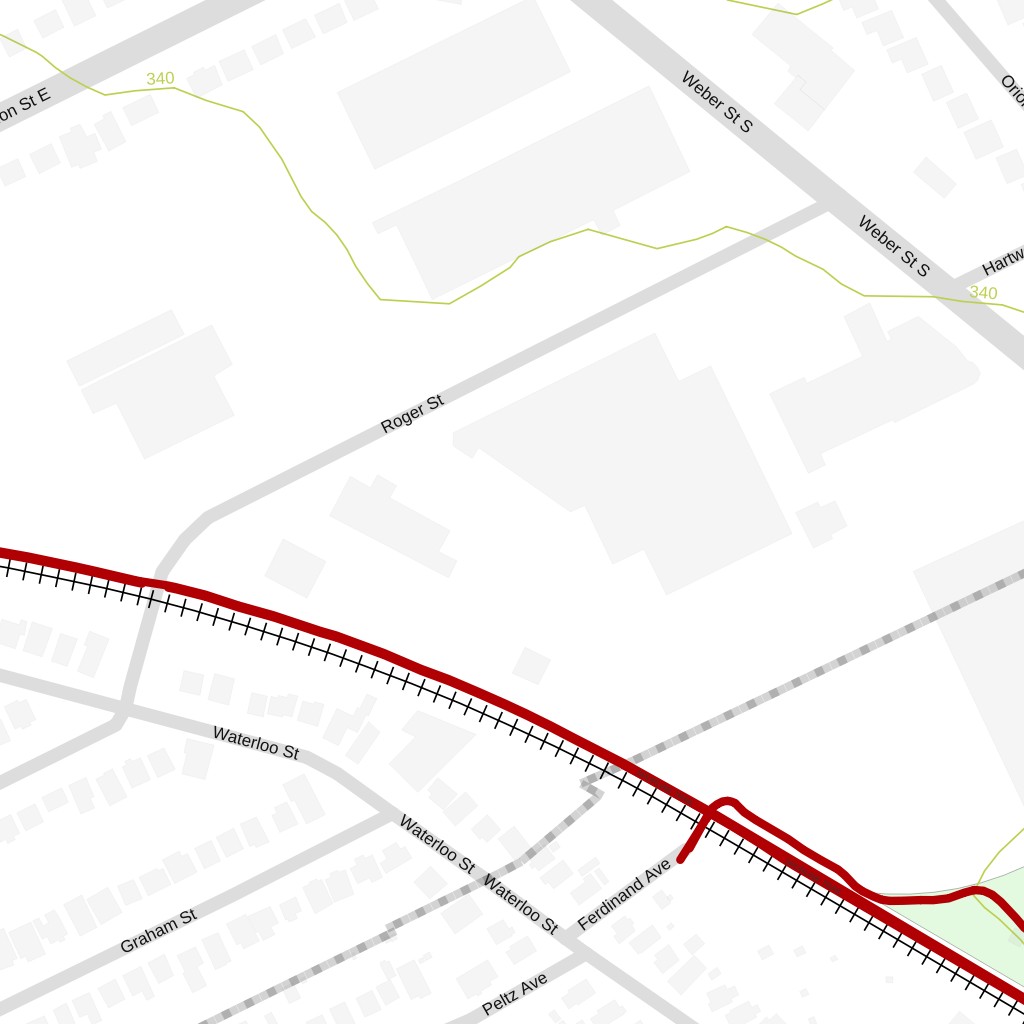 340
on St E
Weber St S
Orio
Weber St S
Hartw
340
Roger St
Waterloo St
Waterloo St
Waterloo St
Ferdinand Ave
Graham St
Peltz Ave